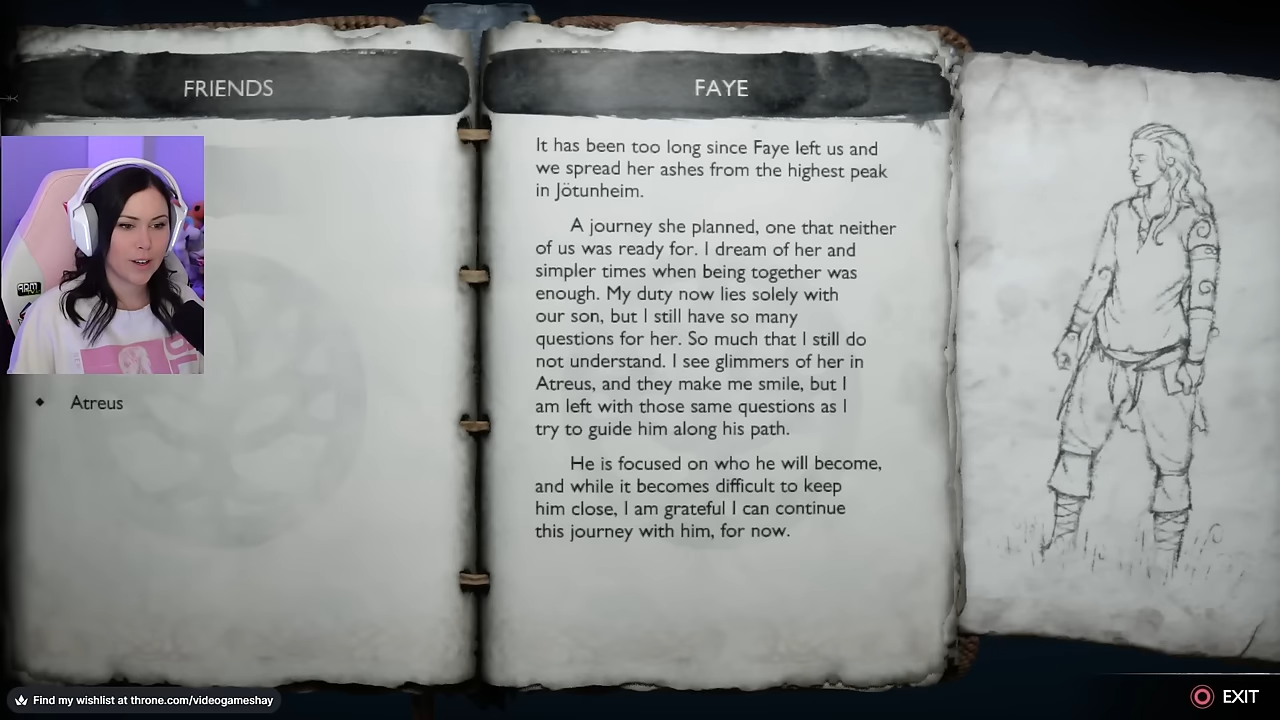 FRIENDS
Atreus
FAYE
It has been too long since Faye left us and
we spread her ashes from the highest peak
in Jötunheim.
A journey she planned, one that neither
of us was ready for. I dream of her and
simpler times when being together was
enough. My duty now lies solely with
our son, but I still have so many
questions for her. So much that I still do
not understand. I see glimmers of her in
Atreus, and they make me smile, but I
am left with those same questions as I
try to guide him along his path.
He is focused on who he will become,
and while it becomes difficult to keep
him close, I am grateful I can continue
this journey with him, for now.
Find my wishlist at throne.com/videogameshay
EXIT